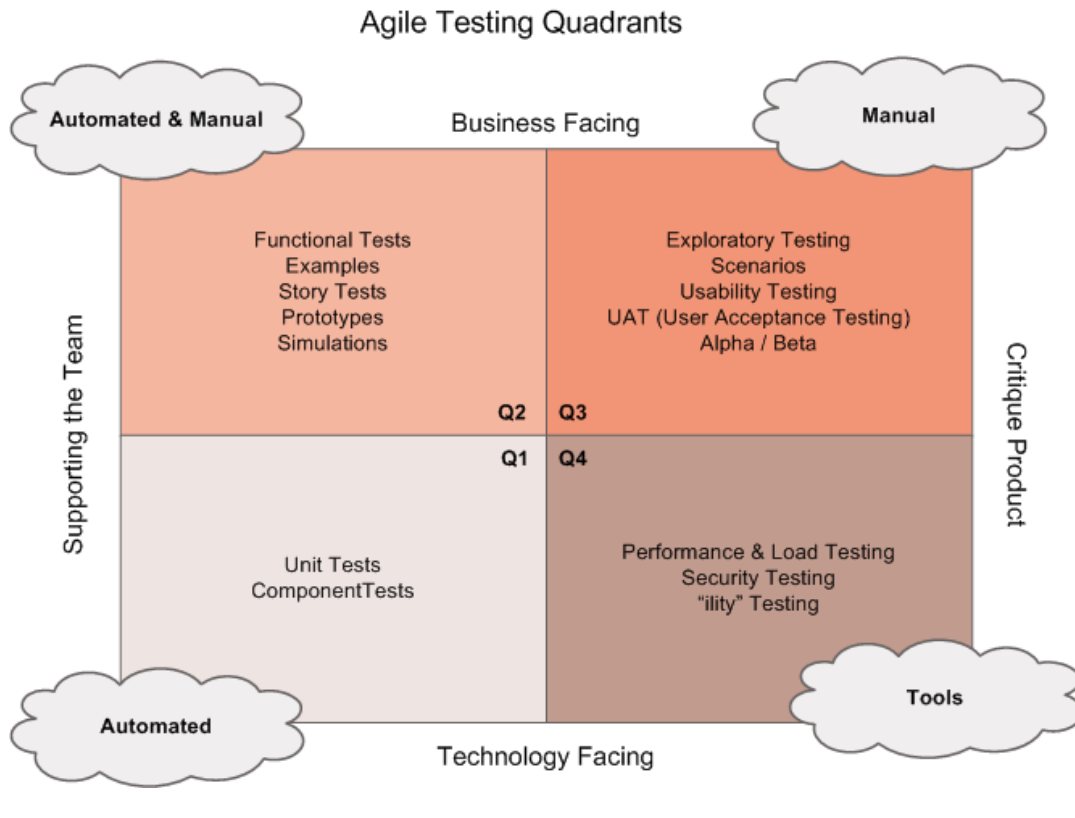 Agile Testing Quadrants
Automated & Manual
Business Facing
Manual
Functional Tests
Examples
Story Tests
Prototypes
Simulations
Exploratory Testing
Scenarios
Usability Testing
UAT (User Acceptance Testing)
Alpha / Beta
Supporting the Team
Critique Product
Q2
Q3
Q1
Q4
Unit Tests
ComponentTests
Performance & Load Testing
Security Testing
“ility” Testing
Automated
Tools
Technology Facing